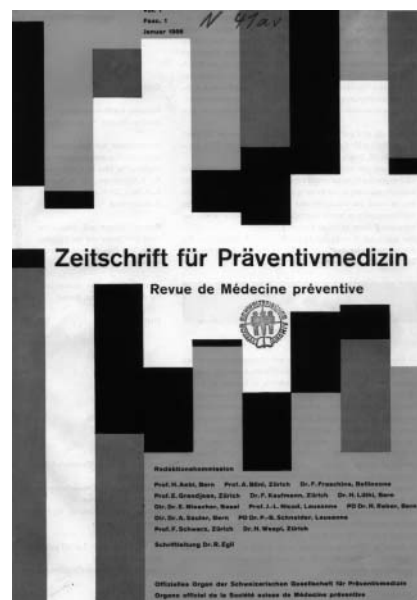 Vol. 1
Fasc. 1
Januar 1956
N 41av
Zeitschrift für Präventivmedizin
Revue de Médecine préventive
Redaktionskommission
Prof. H. Aebi, Bern Prof. A. Böni, Zürich Dr. F. Fraschina, Bellinzona
Prof. E. Grandjean, Zürich Dr. F. Kaufmann, Zürich Dr. H. Lüthi, Bern
Dir. Dr. E. Miescher, Basel Prof. J.-L. Nicod, Lausanne PD Dr. H. Reber, Bern
Dir. Dr. A. Sauter, Bern PD Dr. P.-B. Schneider, Lausanne
Prof. F. Schwarz, Zürich Dr. H. Wespi, Zürich
Schriftleitung Dr. R. Egli
Offizielles Organ der Schweizerischen Gesellschaft für Präventivmedizin
Organe officiel de la Société suisse de Médecine préventive